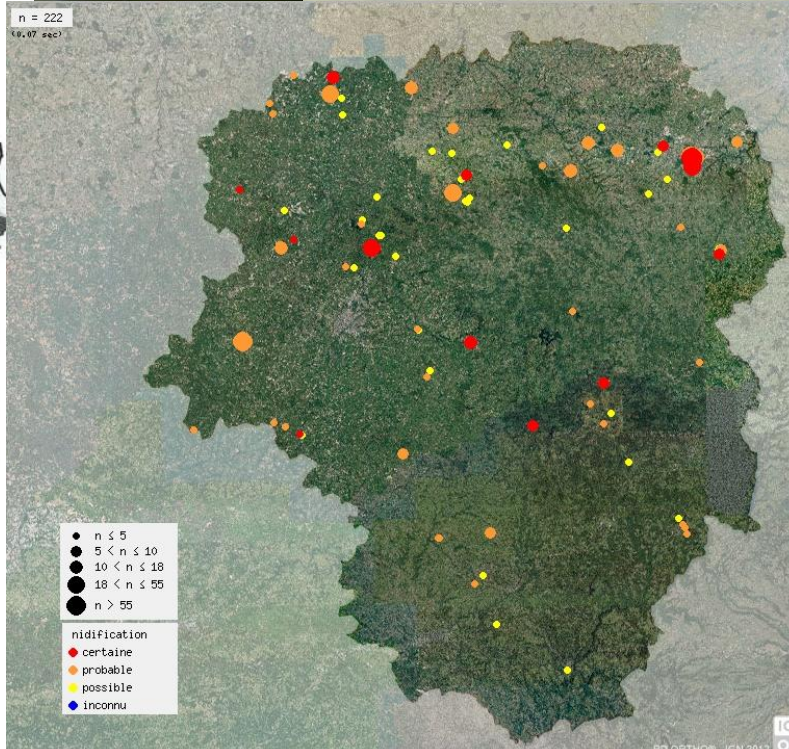 n = 222
(0.07 sec)
n ≤ 5
5 < n ≤ 10
10 < n ≤ 18
18 < n ≤ 55
n > 55
nidification
certaine
probable
possible
inconnu